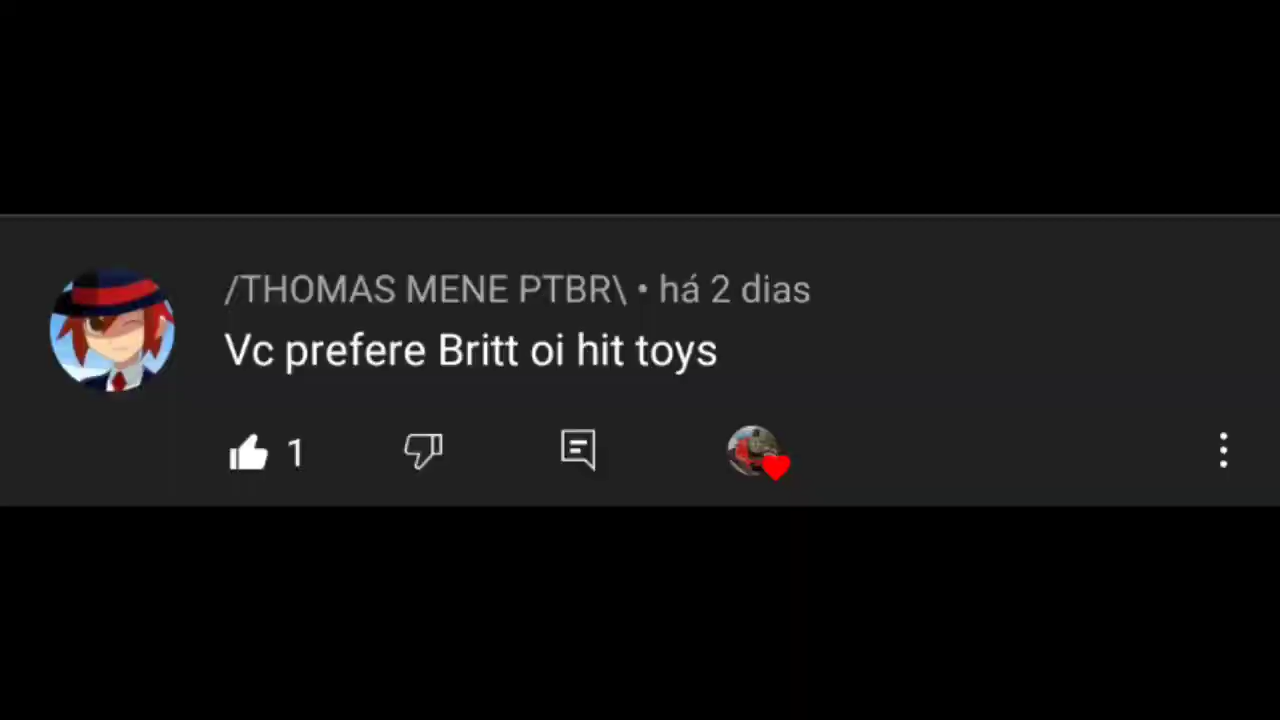 /THOMAS MENE PTBR\ • há 2 dias
Vc prefere Britt oi hit toys
1